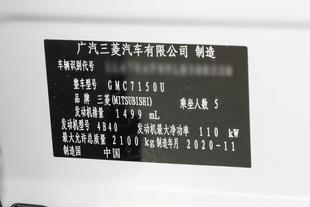 广汽三菱汽车有限公司 制造
车辆识别代号
整车型号 GMC7150U
品牌 三菱(MITSUBISHI) 乘坐人数 5
发动机排量 1499 mL
发动机型号 4B40 发动机最大净功率 110 kW
最大允许总质量 2100 kg 制造年月 2020-11
制造国 中国